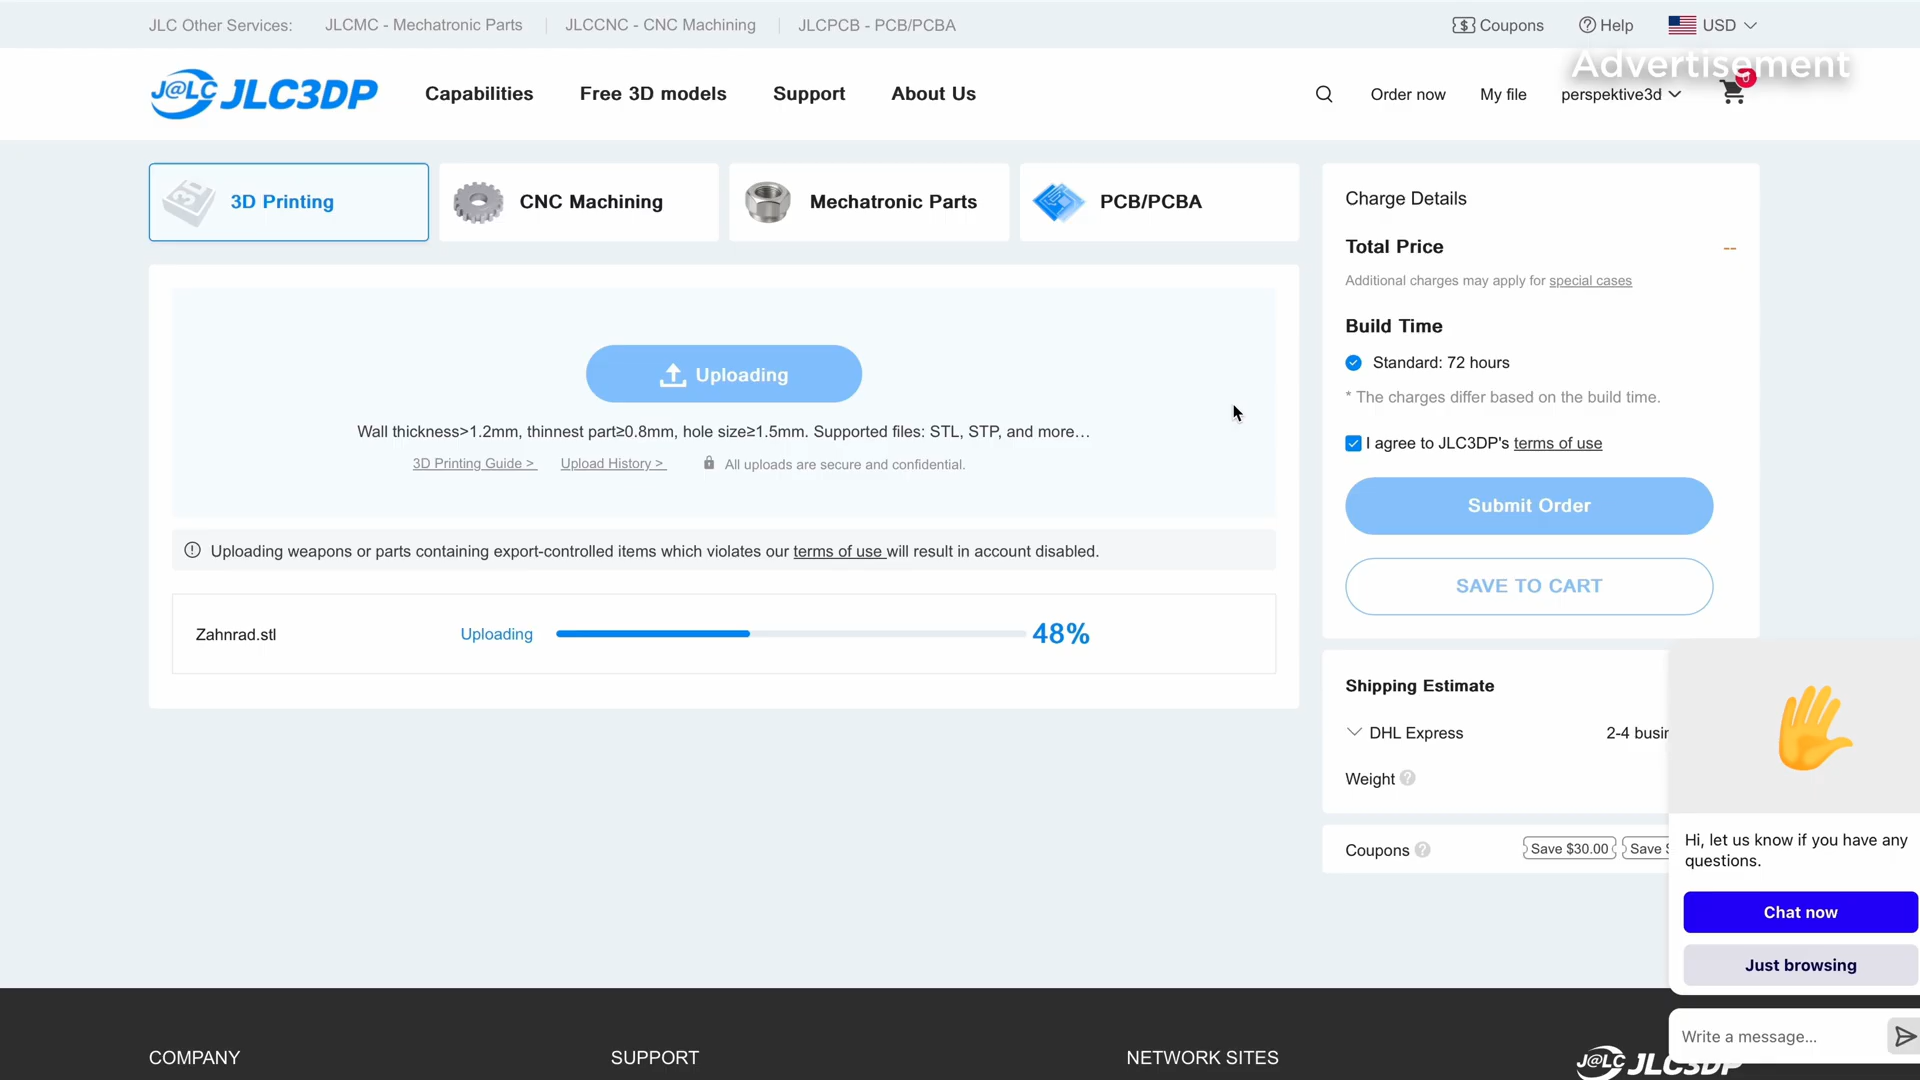 JLC Other Services:
JLCMC - Mechatronic Parts
JLCCNC - CNC Machining
JLCPCB - PCB/PCBA
Coupons
Help
USD
Advertisement
J@LC JLC3DP
Capabilities
Free 3D models
Support
About Us
Order now
My file
perspektive3d
0
3D Printing
CNC Machining
Mechatronic Parts
PCB/PCBA
Uploading
Wall thickness>1.2mm, thinnest part≥0.8mm, hole size≥1.5mm. Supported files: STL, STP, and more…
3D Printing Guide >
Upload History >
All uploads are secure and confidential.
Uploading weapons or parts containing export-controlled items which violates our terms of use will result in account disabled.
Zahnrad.stl
Uploading
48%
Charge Details
Total Price
--
Additional charges may apply for special cases
Build Time
Standard: 72 hours
* The charges differ based on the build time.
I agree to JLC3DP's terms of use
Submit Order
SAVE TO CART
Shipping Estimate
DHL Express
2-4 busin
Weight
Coupons
Save $30.00
Save $
Hi, let us know if you have any
questions.
Chat now
Just browsing
Write a message...
COMPANY
SUPPORT
NETWORK SITES
J@LC JLC3DP